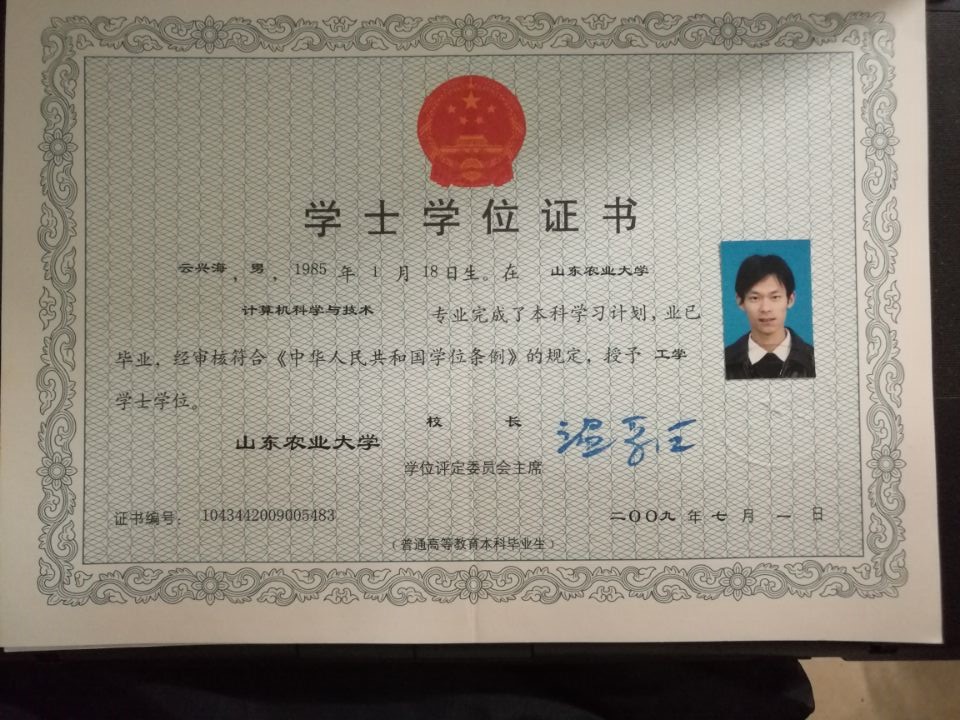 学士学位证书
云兴海，男，1985 年 1 月 18 日生。在 山东农业大学
计算机科学与技术 专业完成了本科学习计划，业已
毕业，经审核符合《中华人民共和国学位条例》的规定，授予 工学
学士学位。
校 长
山东农业大学
学位评定委员会主席
证书编号：1043442009005483
二〇〇九 年 七 月 一 日
（普通高等教育本科毕业生）